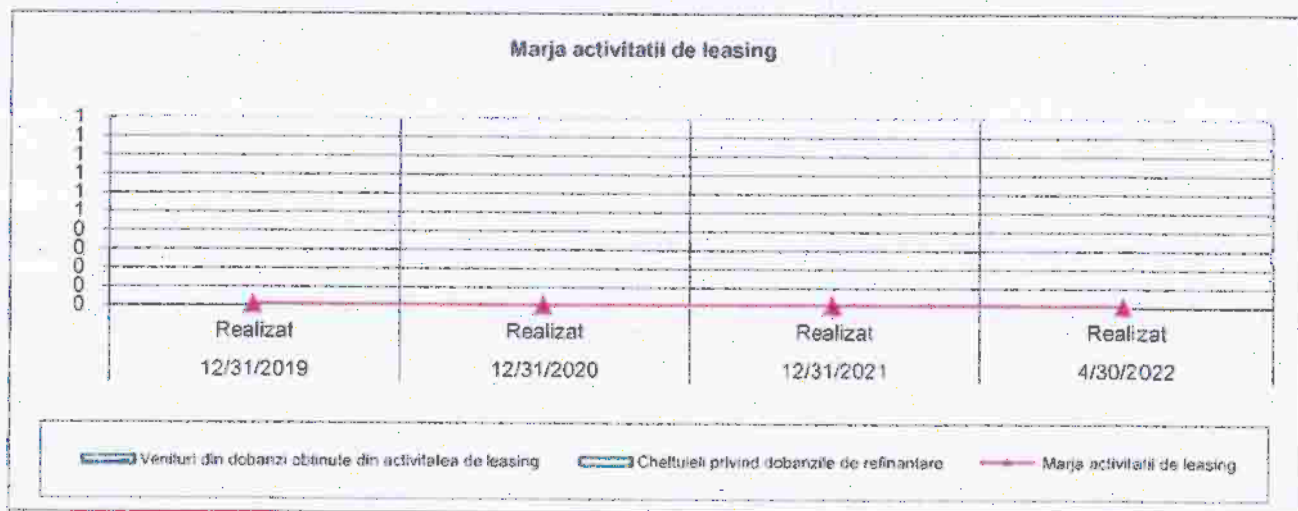 Marja activitatii de leasing
1
1
1
1
1
1
0
0
0
0
0
Realizat Realizat Realizat Realizat
12/31/2019 12/31/2020 12/31/2021 4/30/2022
Venituri din dobanzi obtinute din activitatea de leasing Cheltuieli privind dobanzile de refinantare Marja activitatii de leasing